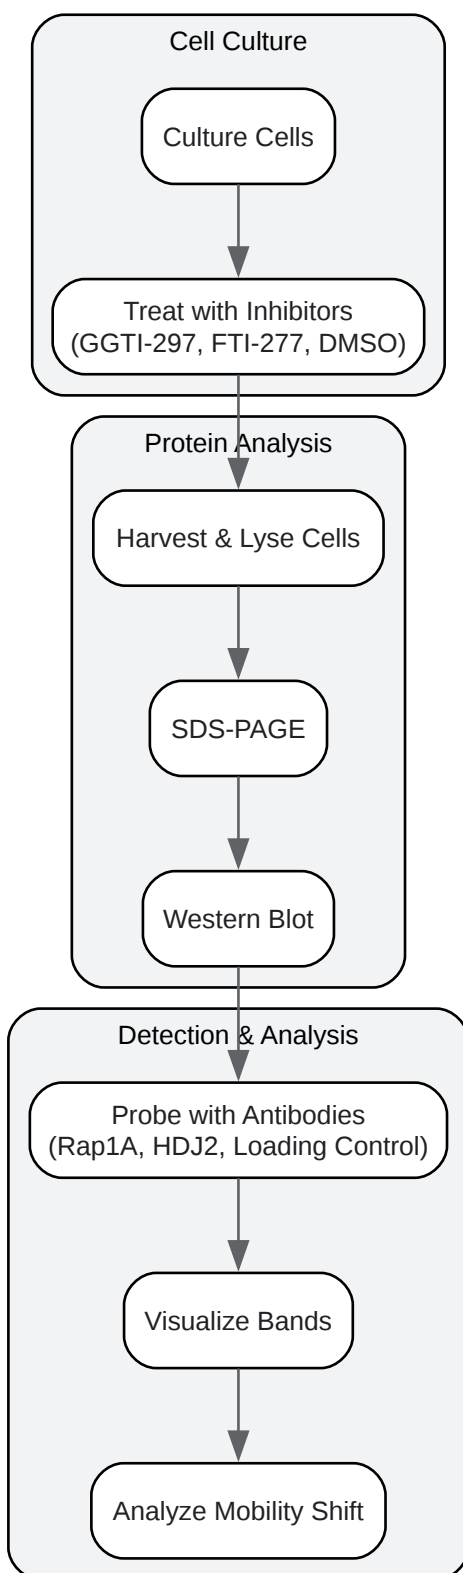 Cell Culture
Culture Cells
Treat with Inhibitors
(GGTI-297, FTI-277, DMSO)
Protein Analysis
Harvest & Lyse Cells
SDS-PAGE
Western Blot
Detection & Analysis
Probe with Antibodies
(Rap1A, HDJ2, Loading Control)
Visualize Bands
Analyze Mobility Shift